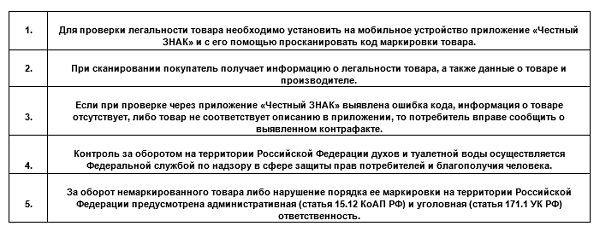 1.
Для проверки легальности товара необходимо установить на мобильное устройство приложение «Честный
ЗНАК» и с его помощью просканировать код маркировки товара.
2.
При сканировании покупатель получает информацию о легальности товара, а также данные о товаре и
производителе.
3.
Если при проверке через приложение «Честный ЗНАК» выявлена ошибка кода, информация о товаре
отсутствует, либо товар не соответствует описанию в приложении, то потребитель вправе сообщить о
выявленном контрафакте.
4.
Контроль за оборотом на территории Российской Федерации духов и туалетной воды осуществляется
Федеральной службой по надзору в сфере защиты прав потребителей и благополучия человека.
5.
За оборот немаркированного товара либо нарушение порядка ее маркировки на территории Российской
Федерации предусмотрена административная (статья 15.12 КоАП РФ) и уголовная (статья 171.1 УК РФ)
ответственность.